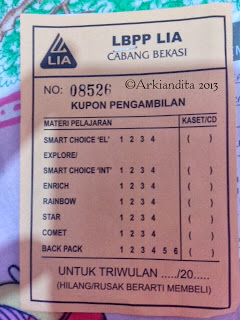 LIA
LBPP LIA
CABANG BEKASI
©Arkiandita 2013
NO: 08526
KUPON PENGAMBILAN
MATERI PELAJARAN KASET/CD
SMART CHOICE 'EL' 1 2 3 4 ( )
EXPLORE/
SMART CHOICE 'INT' 1 2 3 4 ( )
ENRICH 1 2 3 4 ( )
RAINBOW 1 2 3 4 ( )
STAR 1 2 3 4 ( )
COMET 1 2 3 4 ( )
BACK PACK 1 2 3 4 5 6 ( )
UNTUK TRIWULAN ...../20.....
(HILANG/RUSAK BERARTI MEMBELI)